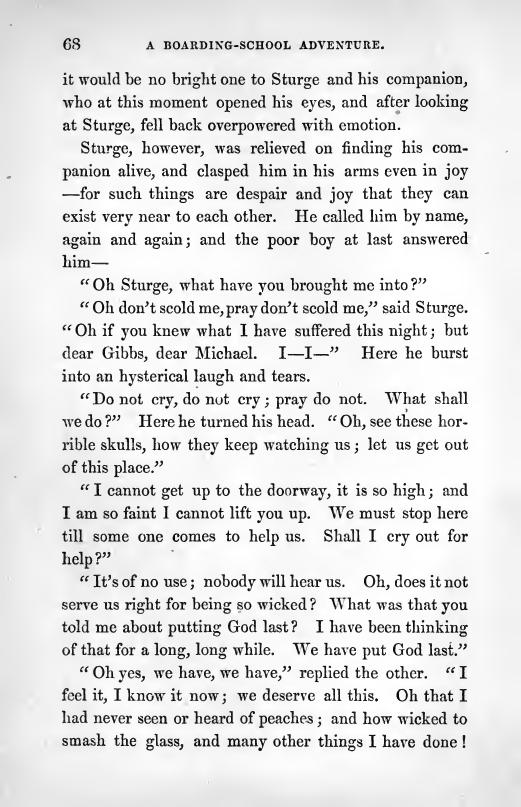 68 A BOARDING-SCHOOL ADVENTURE.
it would be no bright one to Sturge and his companion,
who at this moment opened his eyes, and after looking
at Sturge, fell back overpowered with emotion.
Sturge, however, was relieved on finding his com-
panion alive, and clasped him in his arms even in joy
—for such things are despair and joy that they can
exist very near to each other. He called him by name,
again and again; and the poor boy at last answered
him—
“Oh Sturge, what have you brought me into?”
“Oh don't scold me, pray don't scold me,” said Sturge.
“Oh if you knew what I have suffered this night; but
dear Gibbs, dear Michael. I—I—” Here he burst
into an hysterical laugh and tears.
“Do not cry, do not cry; pray do not. What shall
we do?” Here he turned his head. “Oh, see these hor-
rible skulls, how they keep watching us; let us get out
of this place.”
“I cannot get up to the doorway, it is so high; and
I am so faint I cannot lift you up. We must stop here
till some one comes to help us. Shall I cry out for
help?”
“It's of no use; nobody will hear us. Oh, does it not
serve us right for being so wicked? What was that you
told me about putting God last? I have been thinking
of that for a long, long while. We have put God last.”
“Oh yes, we have, we have,” replied the other. “I
feel it, I know it now; we deserve all this. Oh that I
had never seen or heard of peaches; and how wicked to
smash the glass, and many other things I have done!